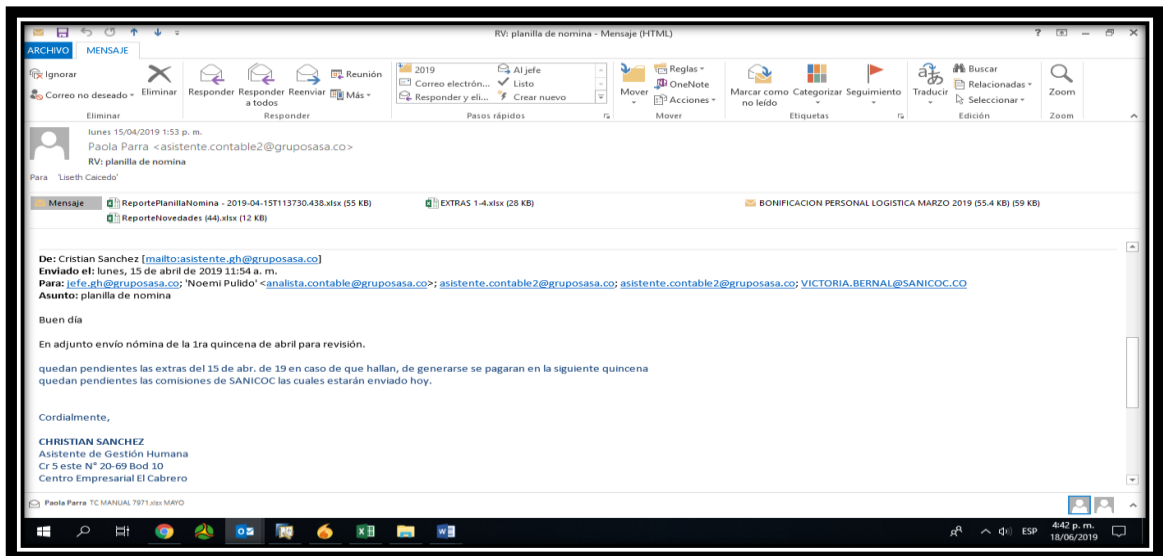 RV: planilla de nomina - Mensaje (HTML)
ARCHIVO MENSAJE
Ignorar
Correo no deseado
Eliminar
Responder Responder a todos Reenviar
Reunión
Más
2019
Correo electrón...
Responder y eli...
Al jefe
Listo
Crear nuevo
Mover
Reglas
OneNote
Acciones
Marcar como no leído
Categorizar Seguimiento
Traducir
Buscar
Relacionadas
Seleccionar
Zoom
Eliminar Responder Pasos rápidos Mover Etiquetas Edición Zoom
lunes 15/04/2019 1:53 p. m.
Paola Parra <asistente.contable2@gruposasa.co>
RV: planilla de nomina
Para 'Liseth Caicedo'
Mensaje ReportePlanillaNomina - 2019-04-15T113730.438.xlsx (55 KB) EXTRAS 1-4.xlsx (28 KB) BONIFICACION PERSONAL LOGISTICA MARZO 2019 (55.4 KB) (59 KB)
ReporteNovedades (44).xlsx (12 KB)
De: Cristian Sanchez [mailto:asistente.gh@gruposasa.co]
Enviado el: lunes, 15 de abril de 2019 11:54 a. m.
Para: jefe.gh@gruposasa.co; 'Noemi Pulido' <analista.contable@gruposasa.co>; asistente.contable2@gruposasa.co; asistente.contable2@gruposasa.co; VICTORIA.BERNAL@SANICOC.CO
Asunto: planilla de nomina
Buen día
En adjunto envío nómina de la 1ra quincena de abril para revisión.
quedan pendientes las extras del 15 de abr. de 19 en caso de que hallan, de generarse se pagaran en la siguiente quincena
quedan pendientes las comisiones de SANICOC las cuales estarán enviado hoy.
Cordialmente,
CHRISTIAN SANCHEZ
Asistente de Gestión Humana
Cr 5 este N° 20-69 Bod 10
Centro Empresarial El Cabrero
Paola Parra TC MANUAL 7971.xlsx MAYO
ESP
4:42 p. m.
18/06/2019